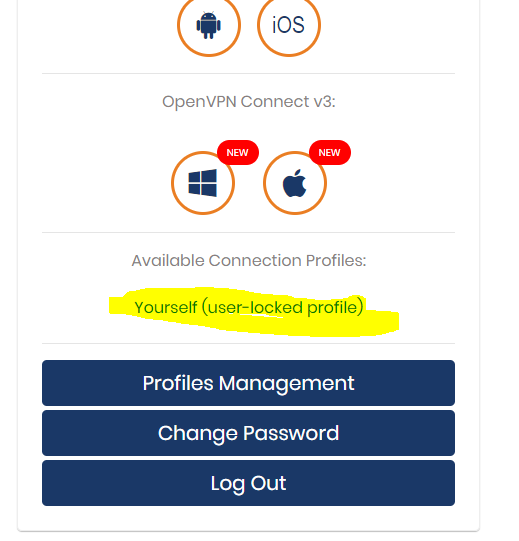 iOS
OpenVPN Connect v3:
NEW
NEW
Available Connection Profiles:
Yourself (user-locked profile)
Profiles Management
Change Password
Log Out